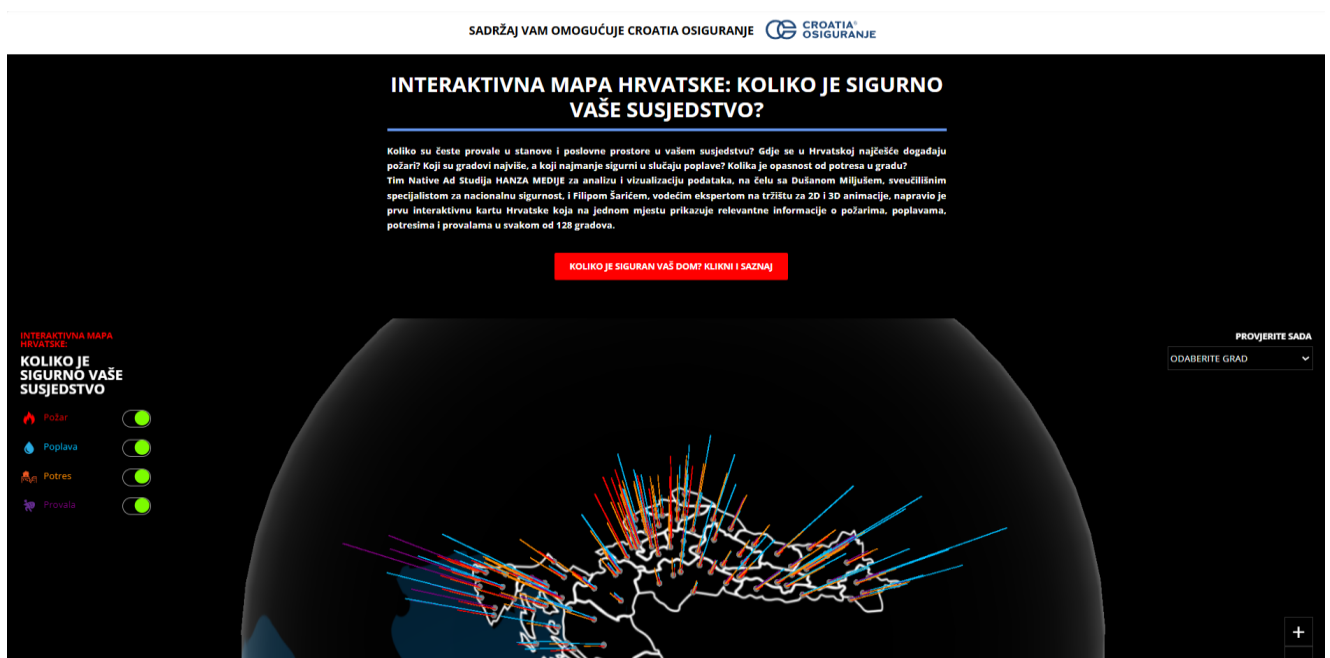 SADRŽAJ VAM OMOGUĆUJE CROATIA OSIGURANJE
CROATIA®
OSIGURANJE
INTERAKTIVNA MAPA HRVATSKE: KOLIKO JE SIGURNO
VAŠE SUSJEDSTVO?
Koliko su česte provale u stanove i poslovne prostore u vašem susjedstvu? Gdje se u Hrvatskoj najčešće događaju
požari? Koji su gradovi najviše, a koji najmanje sigurni u slučaju poplave? Kolika je opasnost od potresa u gradu?
Tim Native Ad Studija HANZA MEDIJE za analizu i vizualizaciju podataka, na čelu sa Dušanom Miljušem, sveučilišnim
specijalistom za nacionalnu sigurnost, i Filipom Šarićem, vodećim ekspertom na tržištu za 2D i 3D animacije, napravio je
prvu interaktivnu kartu Hrvatske koja na jednom mjestu prikazuje relevantne informacije o požarima, poplavama,
potresima i provalama u svakom od 128 gradova.
KOLIKO JE SIGURAN VAŠ DOM? KLIKNI I SAZNAJ
INTERAKTIVNA MAPA
HRVATSKE:
KOLIKO JE
SIGURNO VAŠE
SUSJEDSTVO
Požar
Poplava
Potres
Provala
PROVJERITE SADA
ODABERITE GRAD
+